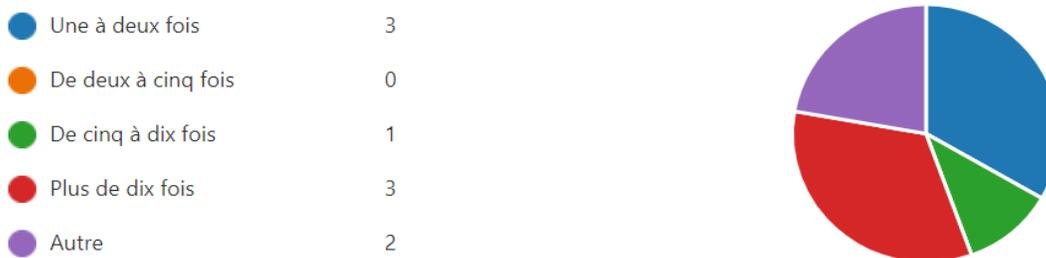 Une à deux fois 3
De deux à cinq fois 0
De cinq à dix fois 1
Plus de dix fois 3
Autre 2